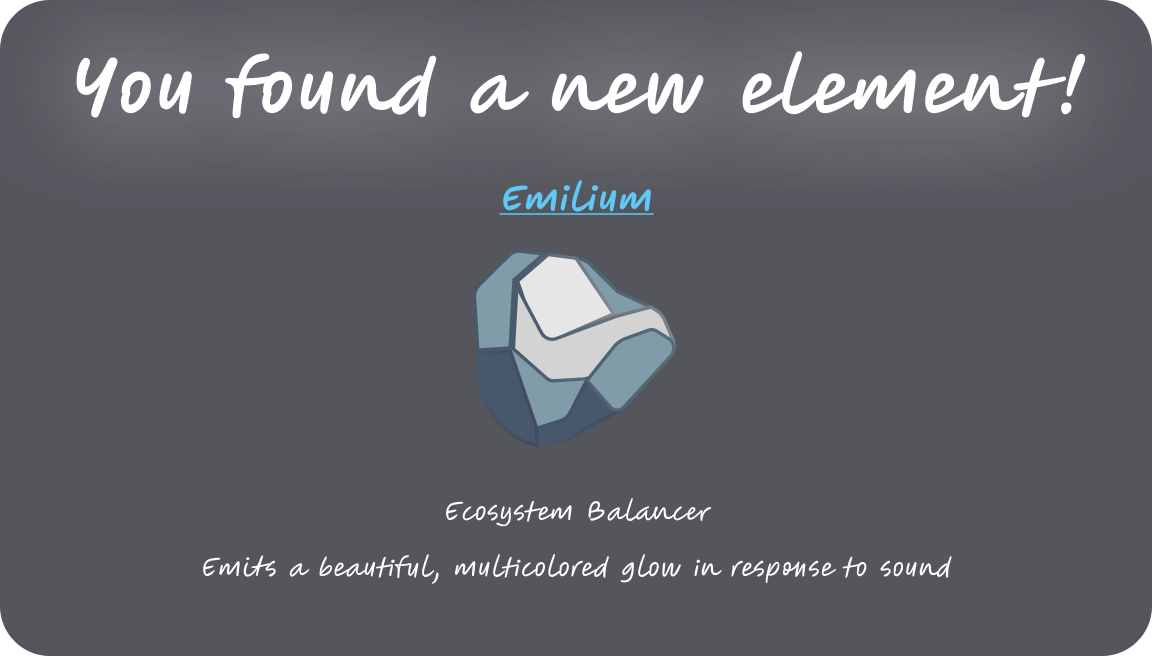 You found a new element!
Emilium
Ecosystem Balancer
Emits a beautiful, multicolored glow in response to sound